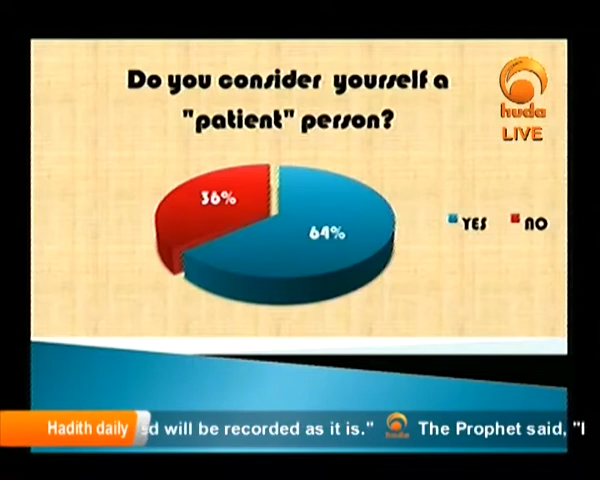 Do you consider yourself a
"patient" person?
huda
LIVE
36%
64%
YES
NO
Hadith daily
d will be recorded as it is."
huda
The Prophet said, "I